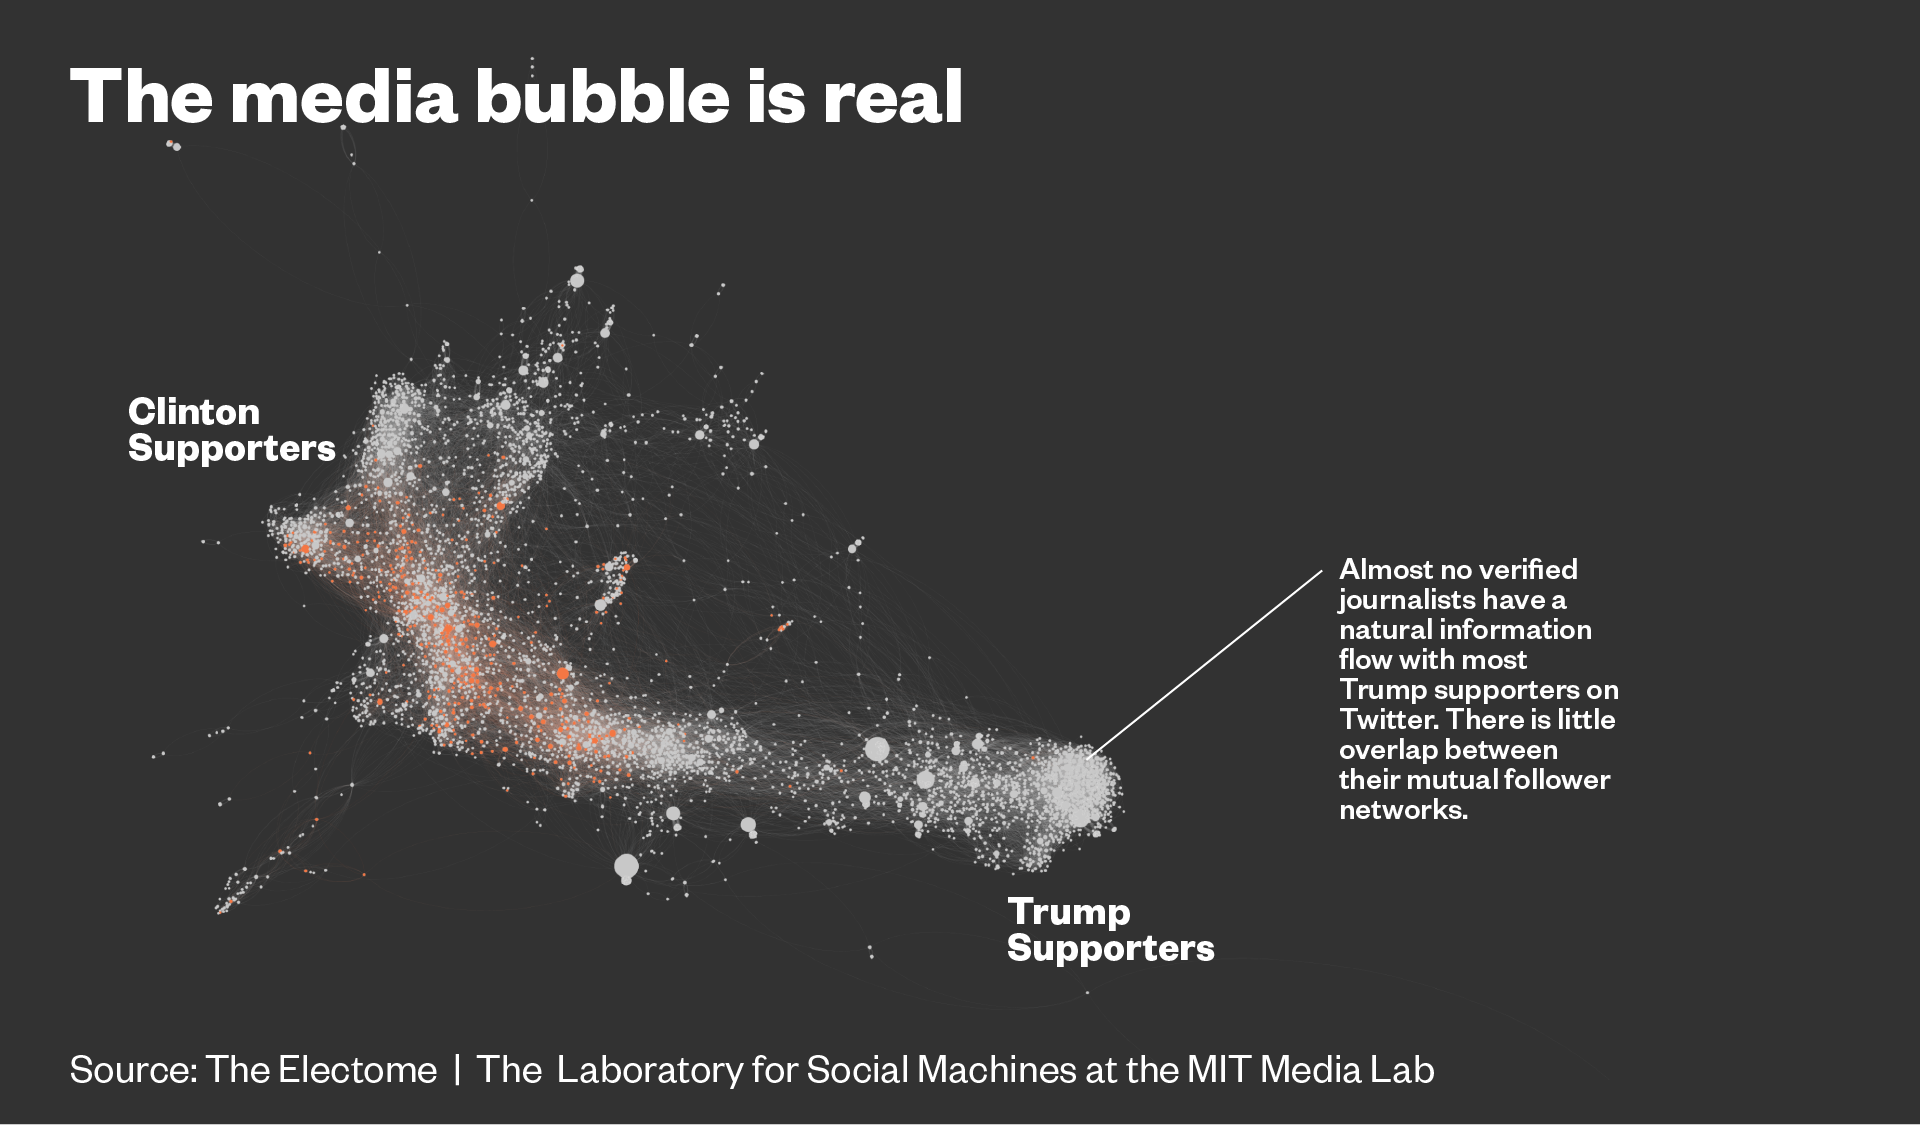 The media bubble is real
Clinton
Supporters
Almost no verified
journalists have a
natural information
flow with most
Trump supporters on
Twitter. There is little
overlap between
their mutual follower
networks.
Trump
Supporters
Source: The Electome | The Laboratory for Social Machines at the MIT Media Lab